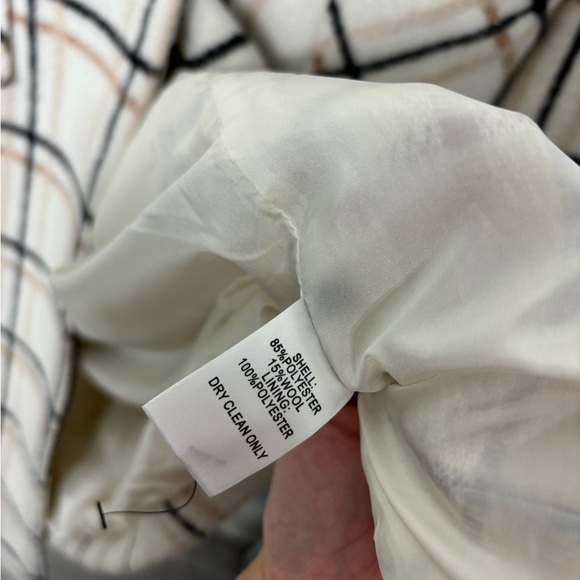 SHELL:
85%POLYESTER
15%WOOL
LINING:
100%POLYESTER
DRY CLEAN ONLY